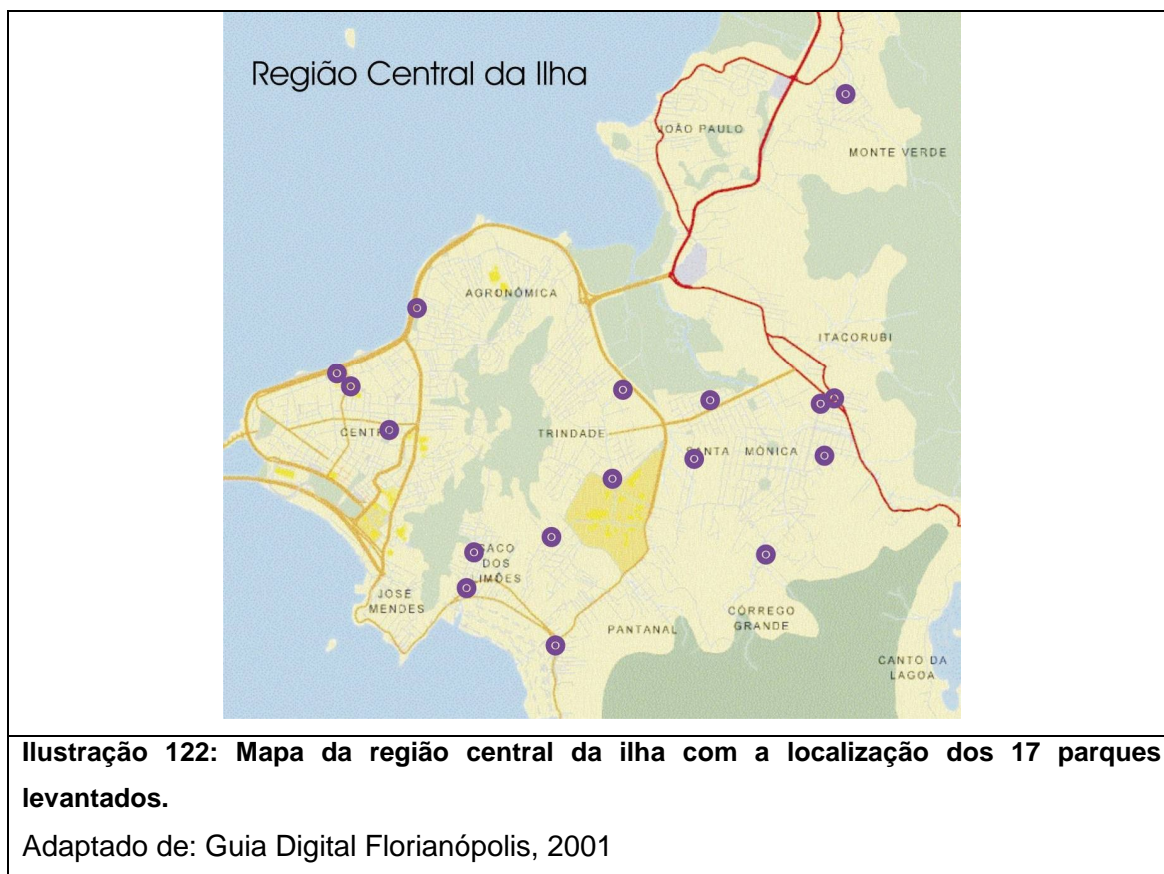 Região Central da Ilha
JOÃO PAULO
MONTE VERDE
AGRONÔMICA
ITACORUBI
CENTRO
TRINDADE
SANTA MÔNICA
SACO
DOS
LIMÕES
JOSÉ
MENDES
CÓRREGO
GRANDE
PANTANAL
CANTO DA
LAGOA
Ilustração 122: Mapa da região central da ilha com a localização dos 17 parques
levantados.
Adaptado de: Guia Digital Florianópolis, 2001